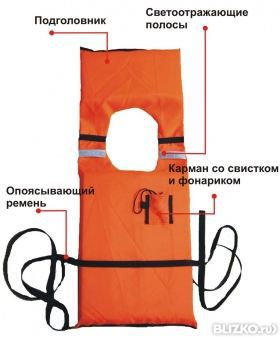 Светоотражающие
полосы
Подголовник
Карман со свистком
и фонариком
Опоясывающий
ремень
BLIZKO.ru